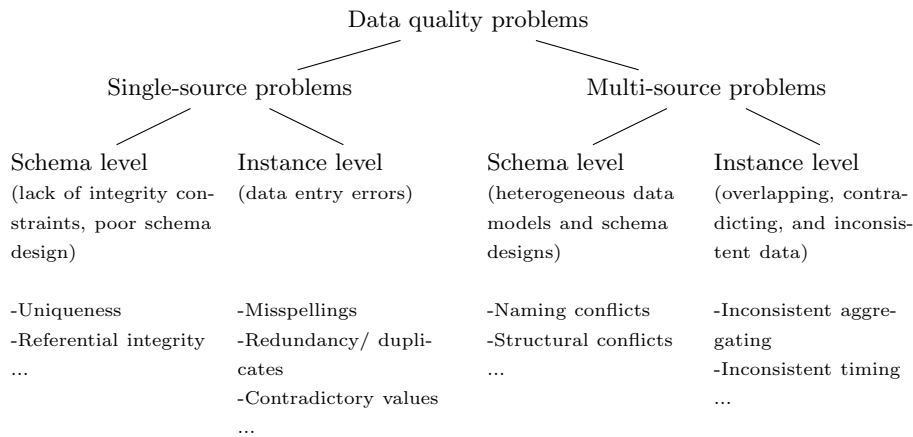 Data quality problems
Single-source problems
Multi-source problems
Schema level
(lack of integrity con-
straints, poor schema
design)
-Uniqueness
-Referential integrity
...
Instance level
(data entry errors)
-Misspellings
-Redundancy/ dupli-
cates
-Contradictory values
...
Schema level
(heterogeneous data
models and schema
designs)
-Naming conflicts
-Structural conflicts
...
Instance level
(overlapping, contra-
dicting, and inconsis-
tent data)
-Inconsistent aggre-
gating
-Inconsistent timing
...